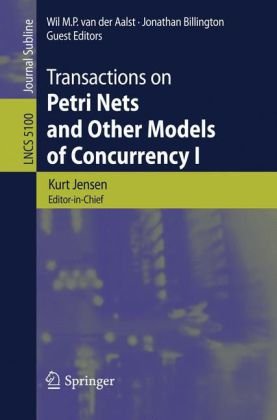 Wil M.P. van der Aalst · Jonathan Billington
Guest Editors
Journal Subline
LNCS 5100
Transactions on
Petri Nets
and Other Models
of Concurrency I
Kurt Jensen
Editor-in-Chief
Springer